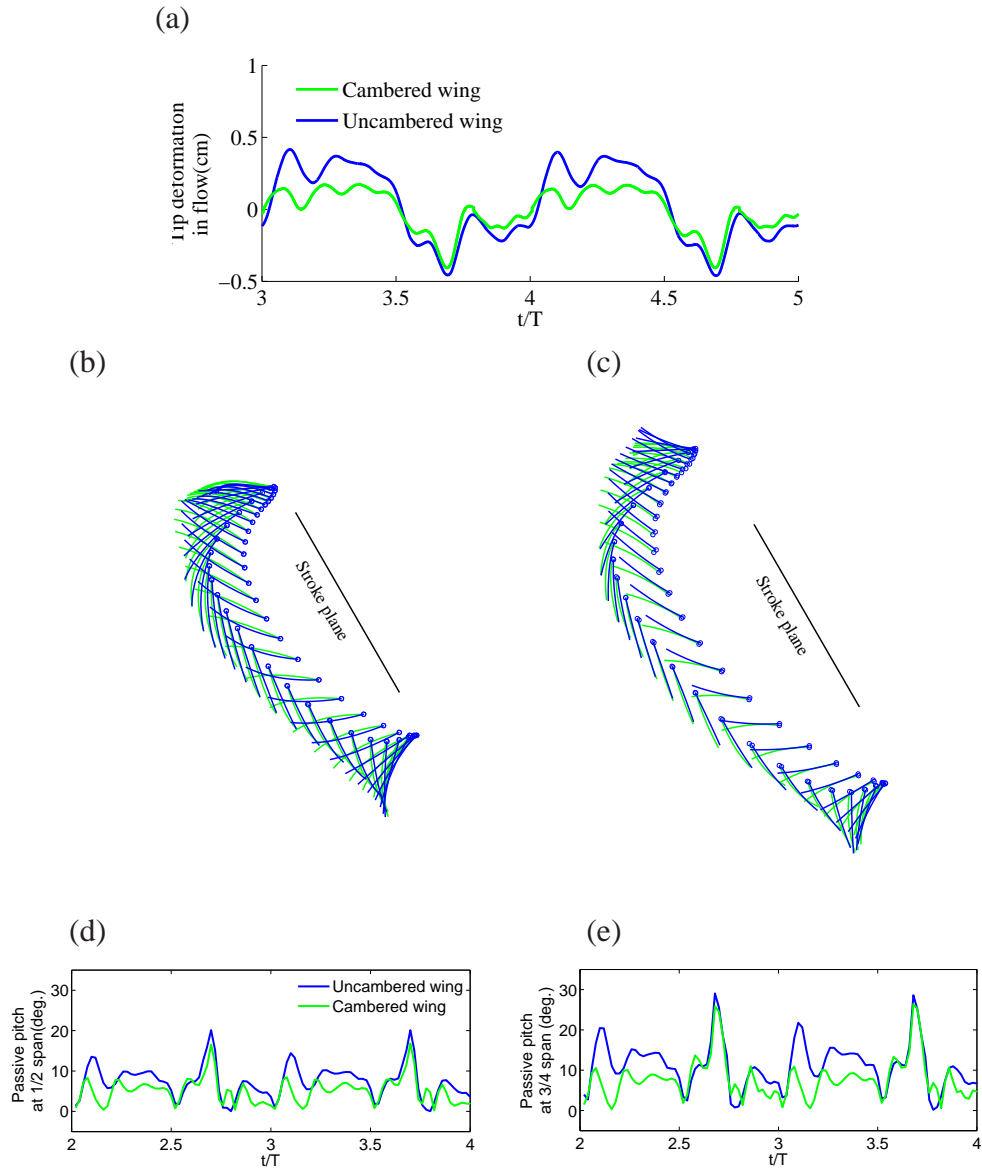 (a)
1
0.5
0
−0.5
Tip deformation
in flow(cm)
Cambered wing
Uncambered wing
3 3.5 4 4.5 5
t/T
(b)
(c)
Stroke plane
Stroke plane
(d)
(e)
30
20
10
0
Passive pitch
at 1/2 span(deg.)
Uncambered wing
Cambered wing
2 2.5 3 3.5 4
t/T
30
20
10
0
Passive pitch
at 3/4 span (deg.)
2 2.5 3 3.5 4
t/T